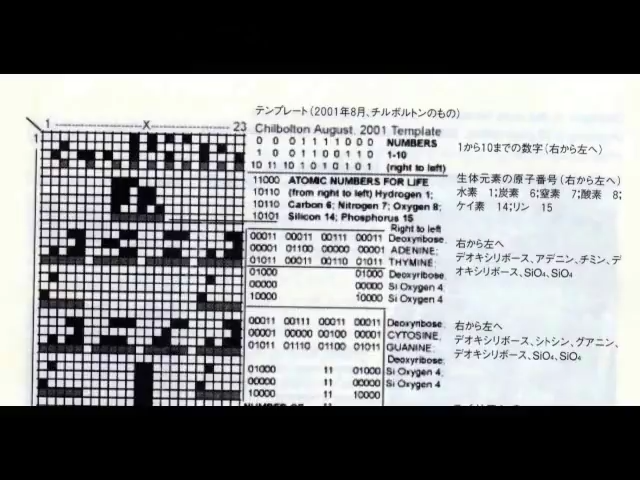 テンプレート(2001年8月、チルボルトンのもの)
1 X 23
1
Chilbolton August. 2001 Template
0 0 0 1 1 1 0 0 0 NUMBERS
1 0 0 1 1 0 0 1 1 0 1-10
10 11 10 1 0 1 0 1 0 1 (right to left)
1から10までの数字(右から左へ)
11000 ATOMIC NUMBERS FOR LIFE
10110 (from right to left) Hydrogen 1;
10110 Carbon 6; Nitrogen 7; Oxygen 8;
10101 Silicon 14; Phosphorus 15
生体元素の原子番号(右から左へ)
水素 1;炭素 6;窒素 7;酸素 8;
ケイ素 14;リン 15
Right to left
00011 00011 00111 00011 Deoxyribose,
00001 01100 00000 00001 ADENINE;
01011 00011 00110 01011 THYMINE;
01000 01000 Deoxyribose;
00000 00000 Si Oxygen 4
10000 10000 Si Oxygen 4
右から左へ
デオキシリボース、アデニン、チミン、デ
オキシリボース、SiO₄、SiO₄
00011 00111 00011 00011 Deoxyribose,
00001 00000 00100 00001 CYTOSINE,
01011 01110 01100 01011 GUANINE,
Deoxyribose;
01000 11 01000 Si Oxygen 4;
00000 11 00000 Si Oxygen 4
10000 11 10000
右から左へ
デオキシリボース、シトシン、グアニン、
デオキシリボース、SiO₄、SiO₄